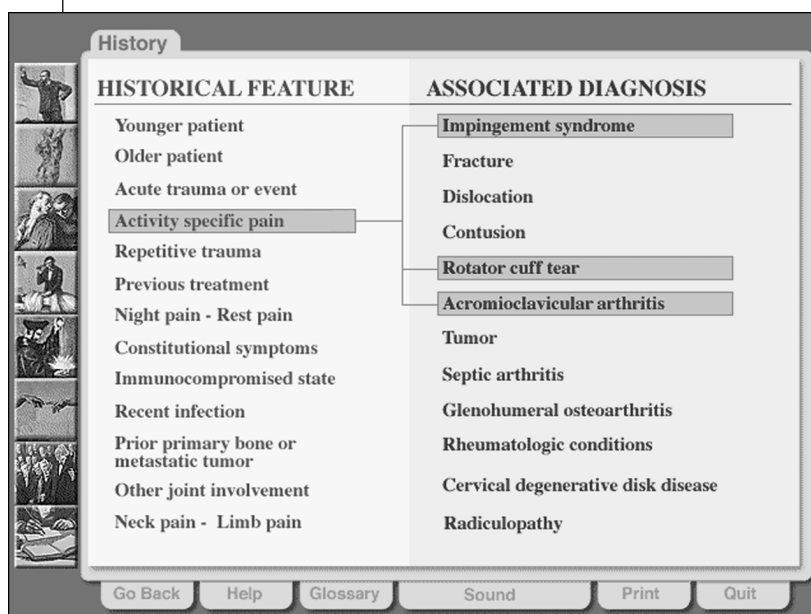 History
HISTORICAL FEATURE
Younger patient
Older patient
Acute trauma or event
Activity specific pain
Repetitive trauma
Previous treatment
Night pain - Rest pain
Constitutional symptoms
Immunocompromised state
Recent infection
Prior primary bone or
metastatic tumor
Other joint involvement
Neck pain - Limb pain
ASSOCIATED DIAGNOSIS
Impingement syndrome
Fracture
Dislocation
Contusion
Rotator cuff tear
Acromioclavicular arthritis
Tumor
Septic arthritis
Glenohumeral osteoarthritis
Rheumatologic conditions
Cervical degenerative disk disease
Radiculopathy
Go Back Help Glossary Sound Print Quit